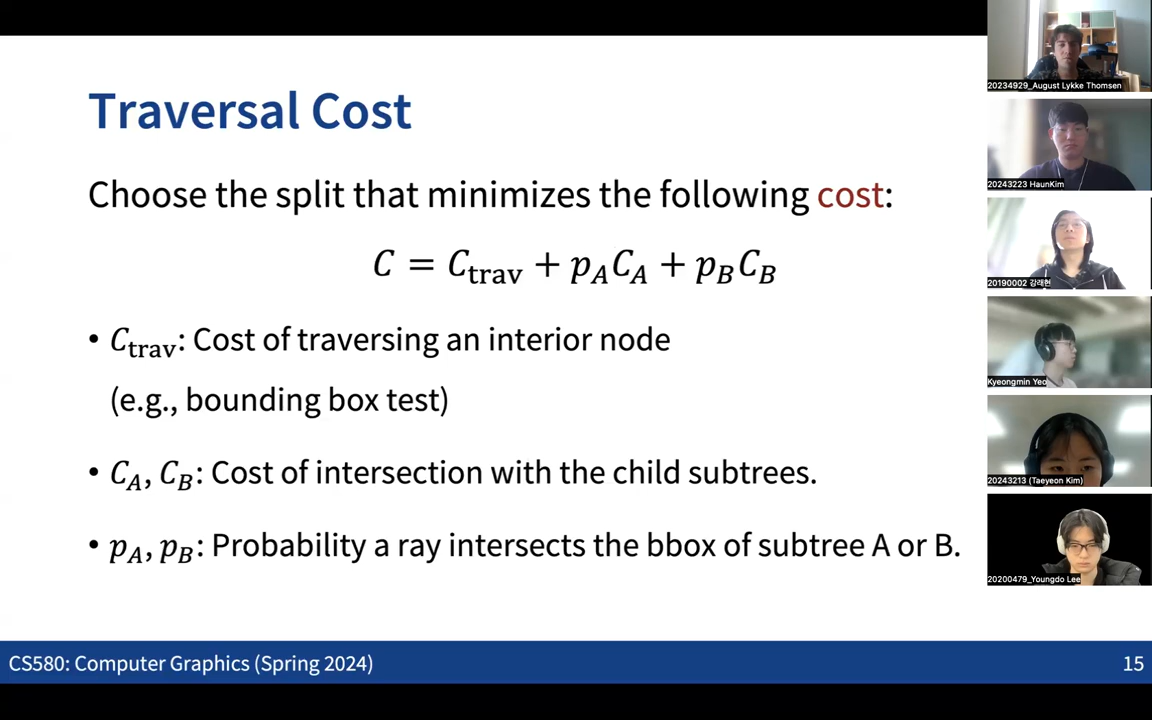 Traversal Cost
Choose the split that minimizes the following cost:
C = C_trav + p_A C_A + p_B C_B
• C_trav: Cost of traversing an interior node
(e.g., bounding box test)
• C_A, C_B: Cost of intersection with the child subtrees.
• p_A, p_B: Probability a ray intersects the bbox of subtree A or B.
CS580: Computer Graphics (Spring 2024)
15
20234929_August Lykke Thomsen
20243223 HaunKim
20190002 강래현
Kyeongmin Yeo
20243213 (Taeyeon Kim)
20200479_Youngdo Lee